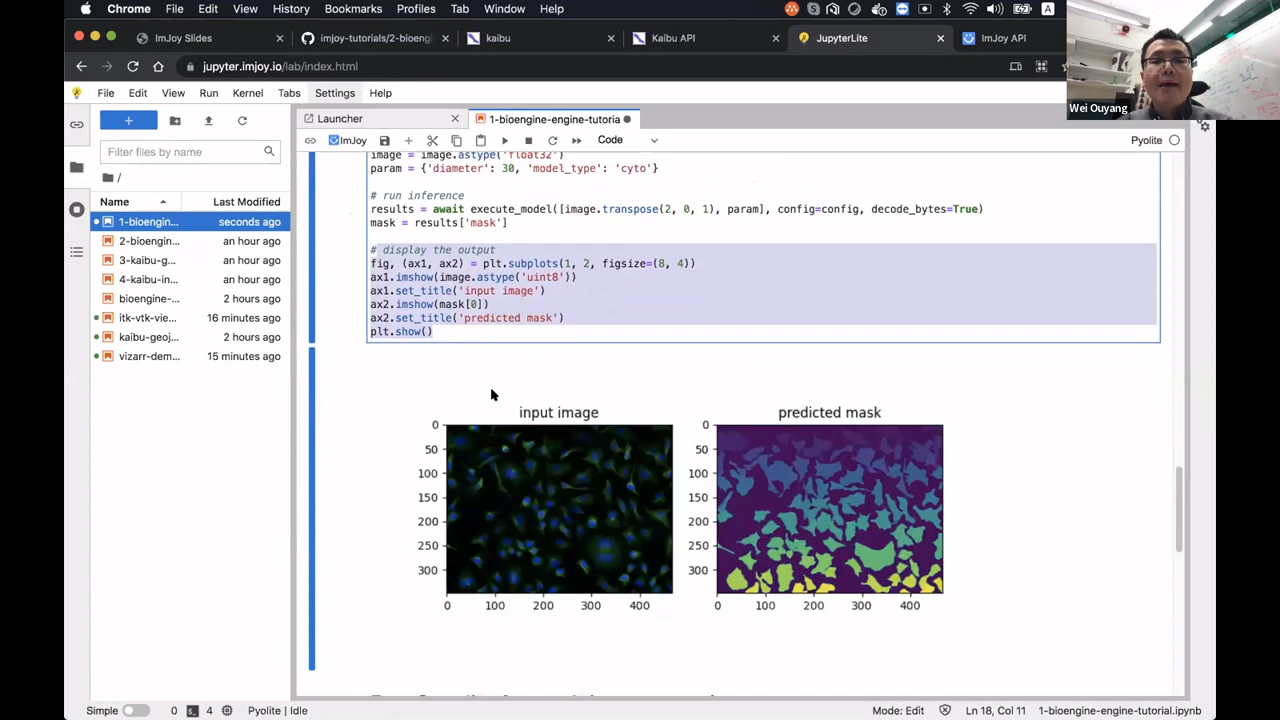 Chrome File Edit View History Bookmarks Profiles Tab Window Help
ImJoy Slides
imjoy-tutorials/2-bioengi
kaibu
Kaibu API
JupyterLite
ImJoy API
jupyter.imjoy.io/lab/index.html
File Edit View Run Kernel Tabs Settings Help
Wei Ouyang
Launcher
1-bioengine-engine-tutoria
Filter files by name
ImJoy
Code
Pyolite
/
Name
Last Modified
1-bioengin... seconds ago
2-bioengin... an hour ago
3-kaibu-g... an hour ago
4-kaibu-in... an hour ago
bioengine-... 2 hours ago
itk-vtk-vie... 16 minutes ago
kaibu-geoj... 2 hours ago
vizarr-dem... 15 minutes ago
image = image.astype('float32')
param = {'diameter': 30, 'model_type': 'cyto'}
# run inference
results = await execute_model([image.transpose(2, 0, 1), param], config=config, decode_bytes=True)
mask = results['mask']
# display the output
fig, (ax1, ax2) = plt.subplots(1, 2, figsize=(8, 4))
ax1.imshow(image.astype('uint8'))
ax1.set_title('input image')
ax2.imshow(mask[0])
ax2.set_title('predicted mask')
plt.show()
input image
0
50
100
150
200
250
300
0 100 200 300 400
predicted mask
0
50
100
150
200
250
300
0 100 200 300 400
Simple 0 4 Pyolite | Idle
Mode: Edit
Ln 18, Col 11
1-bioengine-engine-tutorial.ipynb